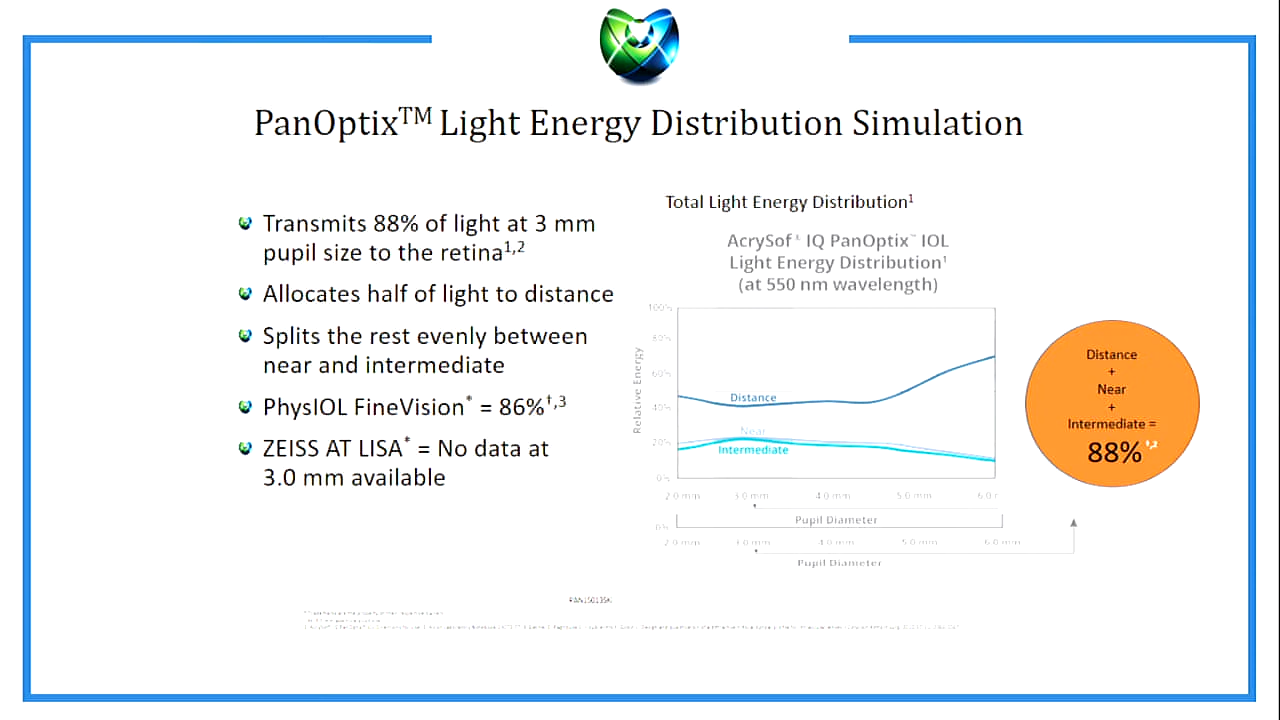 PanOptix™ Light Energy Distribution Simulation
Transmits 88% of light at 3 mm
pupil size to the retina1,2
Allocates half of light to distance
Splits the rest evenly between
near and intermediate
PhysIOL FineVision* = 86%†,3
ZEISS AT LISA* = No data at
3.0 mm available
Total Light Energy Distribution1
AcrySof IQ PanOptix™ IOL
Light Energy Distribution1
(at 550 nm wavelength)
100%
80%
60%
40%
20%
0%
Relative Energy
Distance
Near
Intermediate
2.0 mm 3.0 mm 4.0 mm 5.0 mm 6.0
Pupil Diameter
0%
2.0 mm 3.0 mm 4.0 mm 5.0 mm 6.0 mm
Pupil Diameter
Distance
+
Near
+
Intermediate =
88%
PAN15013SK